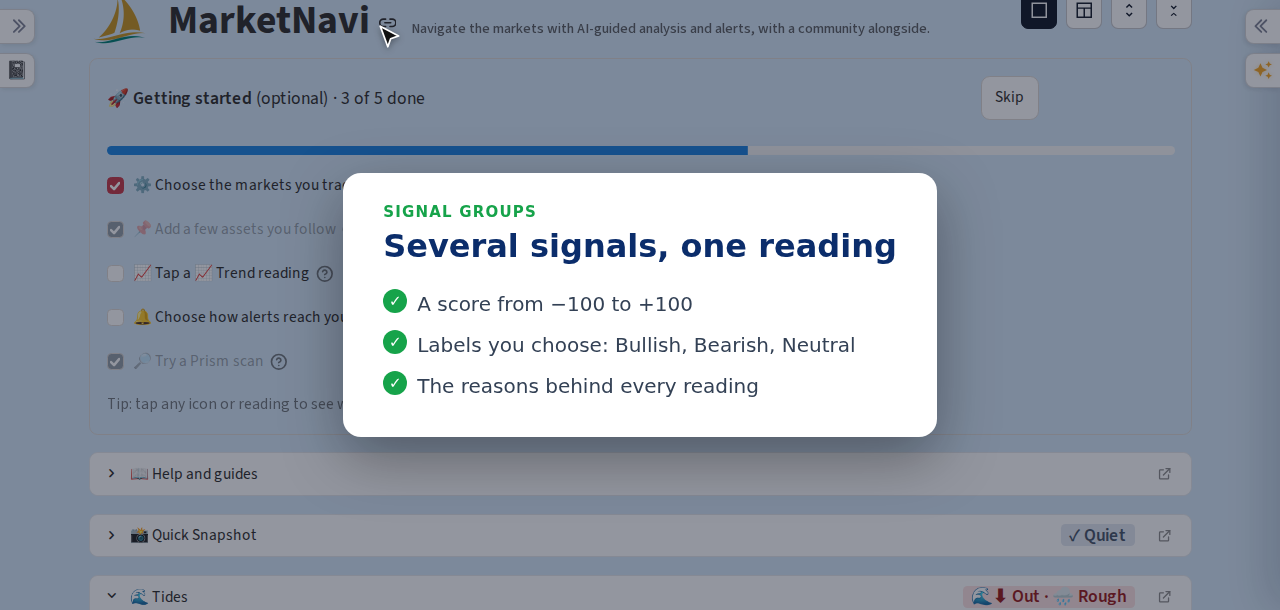 MarketNavi
Navigate the markets with AI-guided analysis and alerts, with a community alongside.
🚀 Getting started (optional) · 3 of 5 done
Skip
⚙️ Choose the markets you
📌 Add a few assets you follow
📈 Tap a 📈 Trend reading
🔔 Choose how alerts reach you
🔎 Try a Prism scan
Tip: tap any icon or reading to see
SIGNAL GROUPS
Several signals, one reading
✓ A score from −100 to +100
✓ Labels you choose: Bullish, Bearish, Neutral
✓ The reasons behind every reading
📖 Help and guides
📸 Quick Snapshot
✓ Quiet
🌊 Tides
🌊⬇ Out · 🌧️ Rough